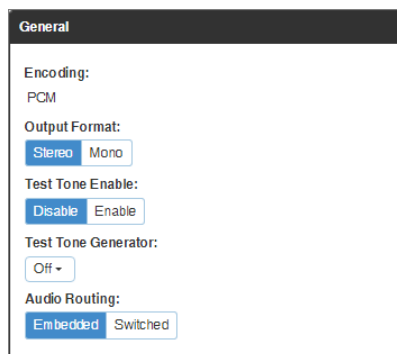 General
Encoding:
PCM
Output Format:
Stereo Mono
Test Tone Enable:
Disable Enable
Test Tone Generator:
Off
Audio Routing:
Embedded Switched